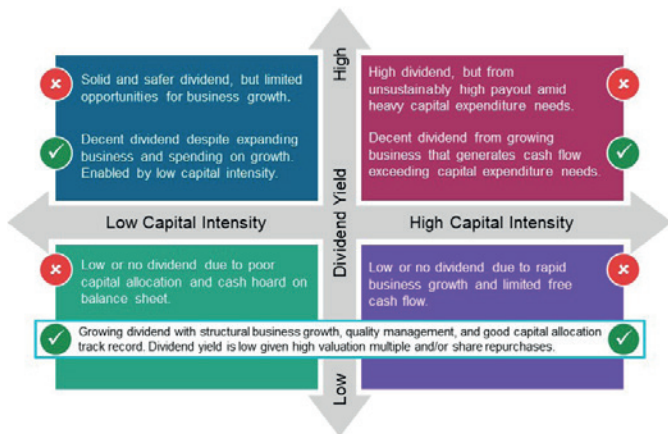 High
Solid and safer dividend, but limited
opportunities for business growth.
Decent dividend despite expanding
business and spending on growth.
Enabled by low capital intensity.
High dividend, but from
unsustainably high payout amid
heavy capital expenditure needs.
Decent dividend from growing
business that generates cash flow
exceeding capital expenditure needs.
Low Capital Intensity
Dividend Yield
High Capital Intensity
Low or no dividend due to poor
capital allocation and cash hoard on
balance sheet.
Low or no dividend due to rapid
business growth and limited free
cash flow.
Growing dividend with structural business growth, quality management, and good capital allocation
track record. Dividend yield is low given high valuation multiple and/or share repurchases.
Low